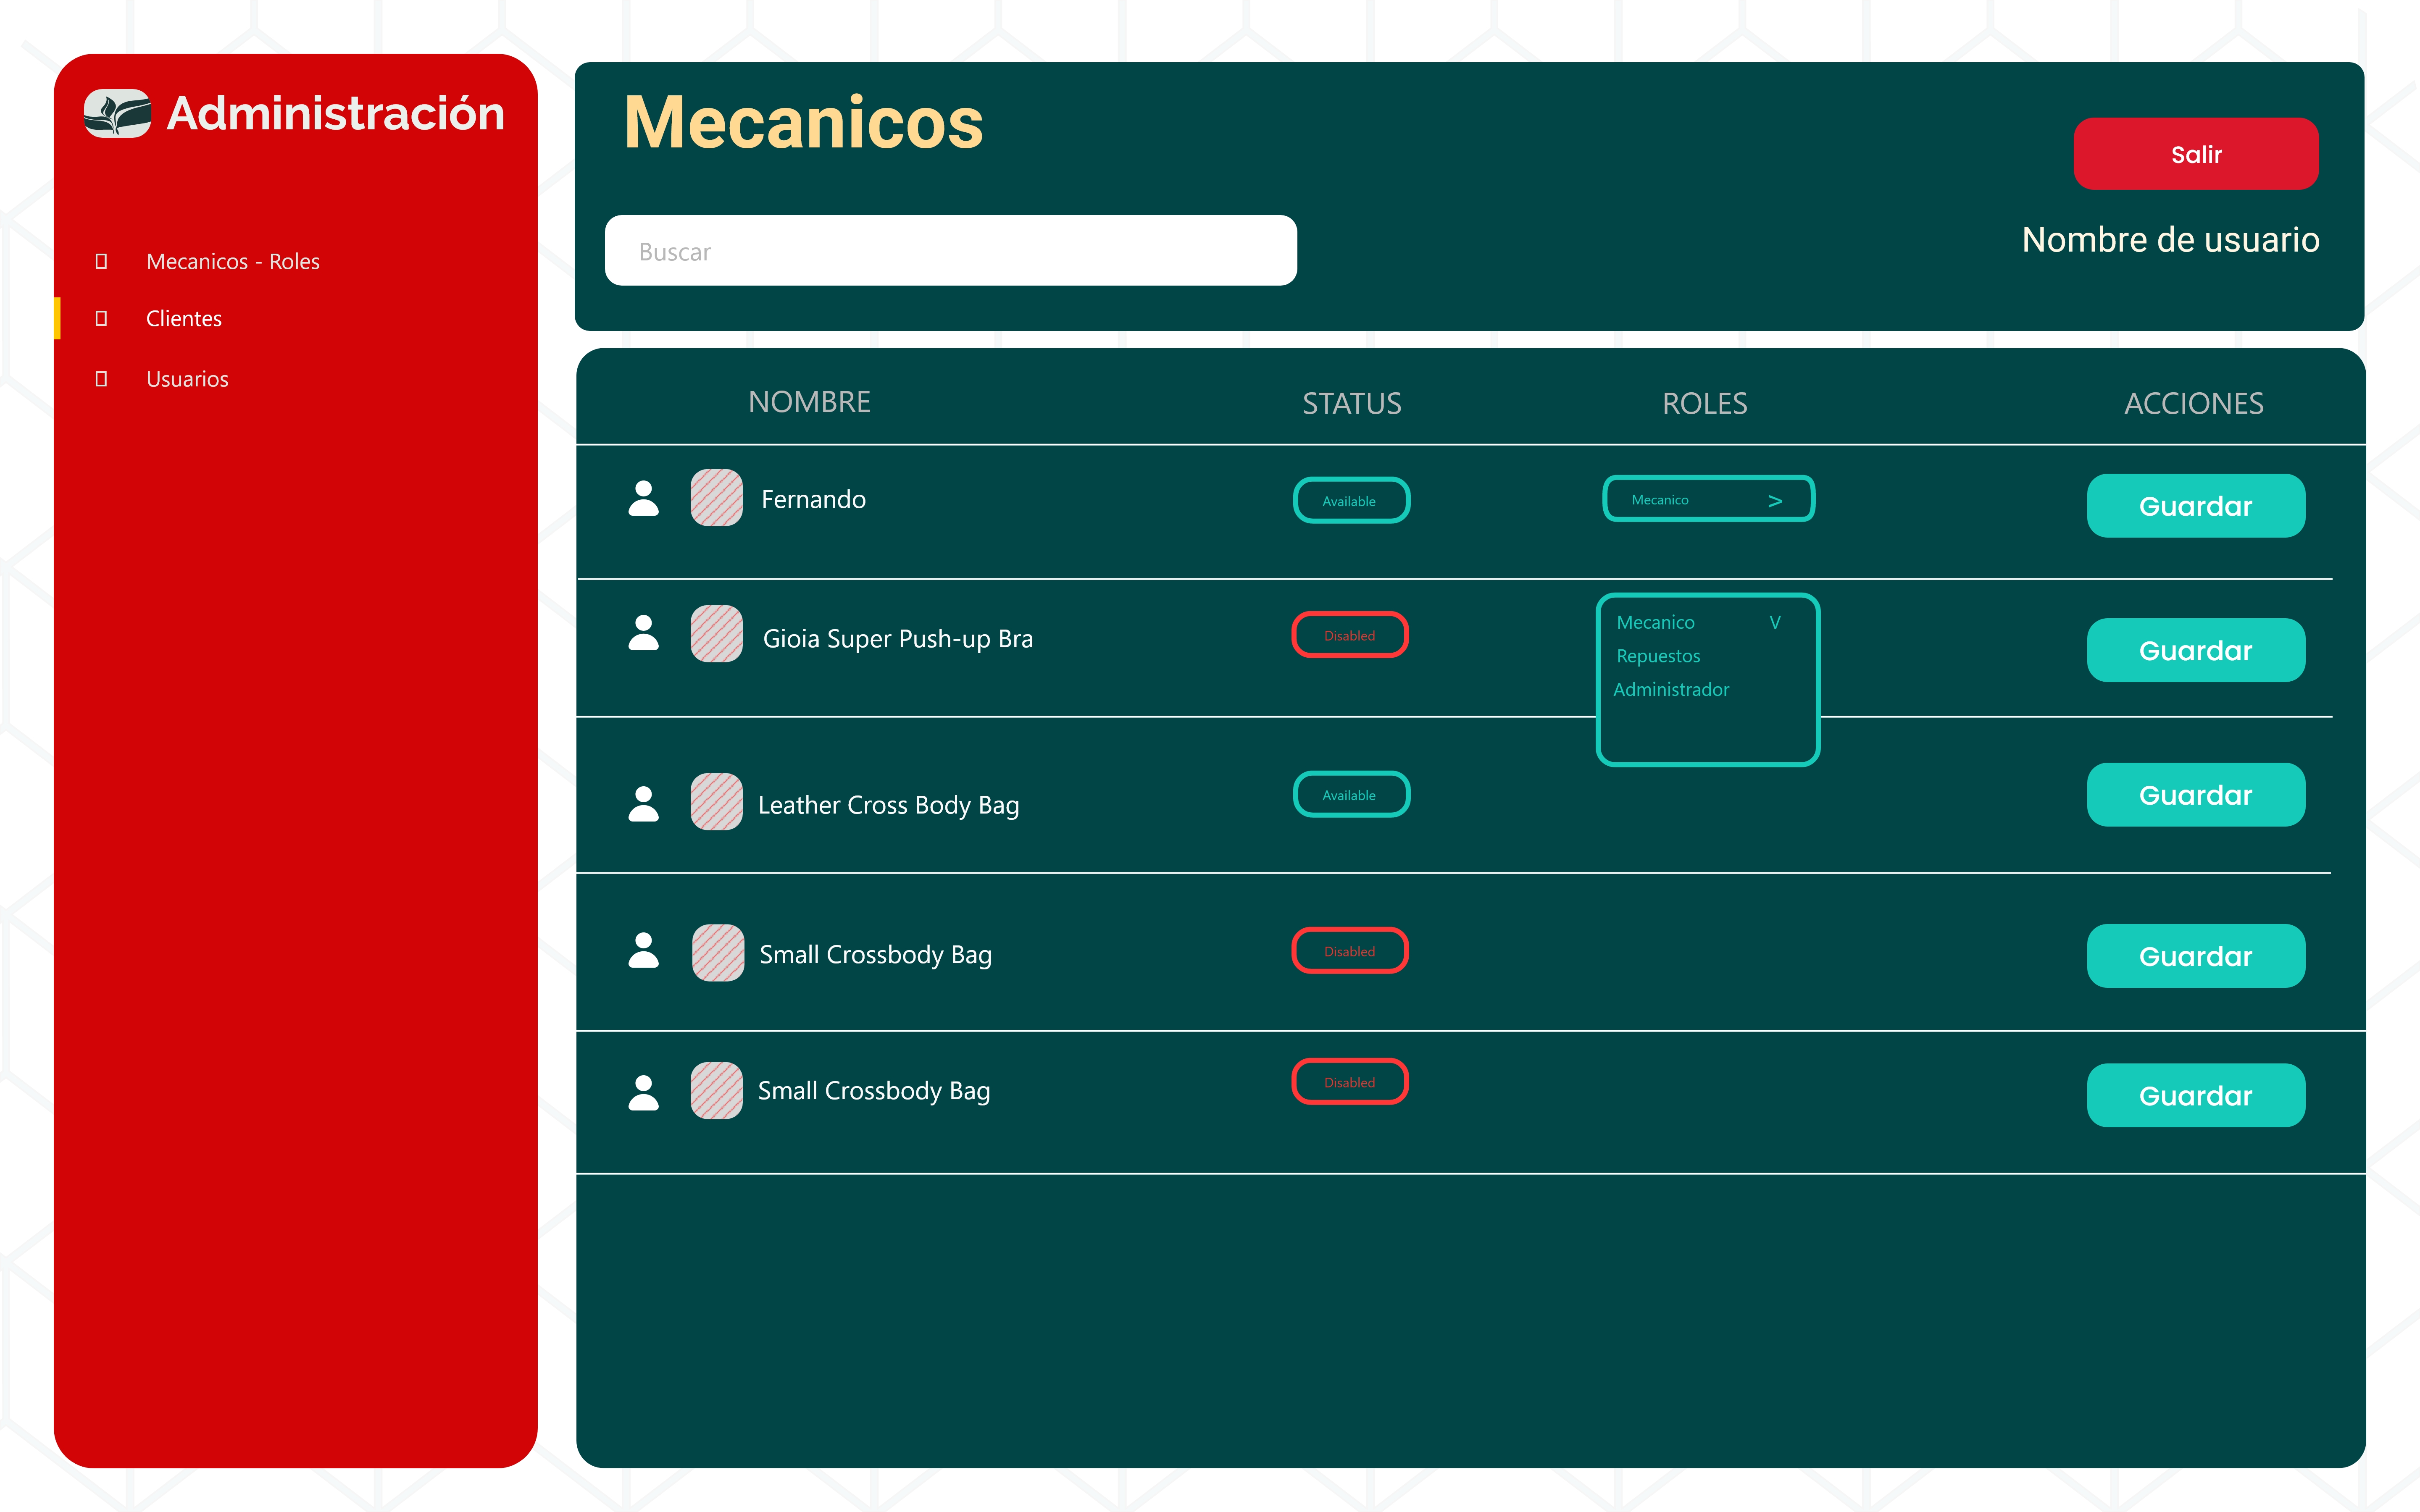 Administración
Mecanicos - Roles
Clientes
Usuarios
Mecanicos
Salir
Buscar
Nombre de usuario
NOMBRE STATUS ROLES ACCIONES
Fernando Available Mecanico > Guardar
Gioia Super Push-up Bra Disabled Mecanico V Guardar
Repuestos
Administrador
Leather Cross Body Bag Available Guardar
Small Crossbody Bag Disabled Guardar
Small Crossbody Bag Disabled Guardar